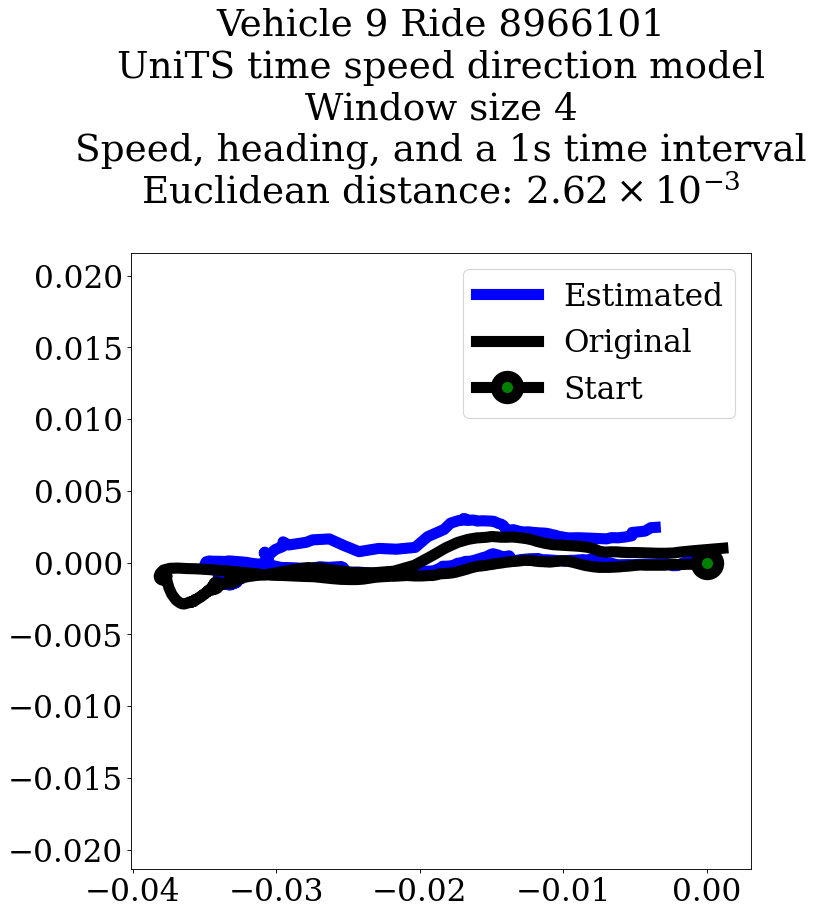 Vehicle 9 Ride 8966101
UniTS time speed direction model
Window size 4
Speed, heading, and a 1s time interval
Euclidean distance: 2.62 × 10⁻³
Estimated
Original
Start
0.020
0.015
0.010
0.005
0.000
−0.005
−0.010
−0.015
−0.020
−0.04
−0.03
−0.02
−0.01
0.00